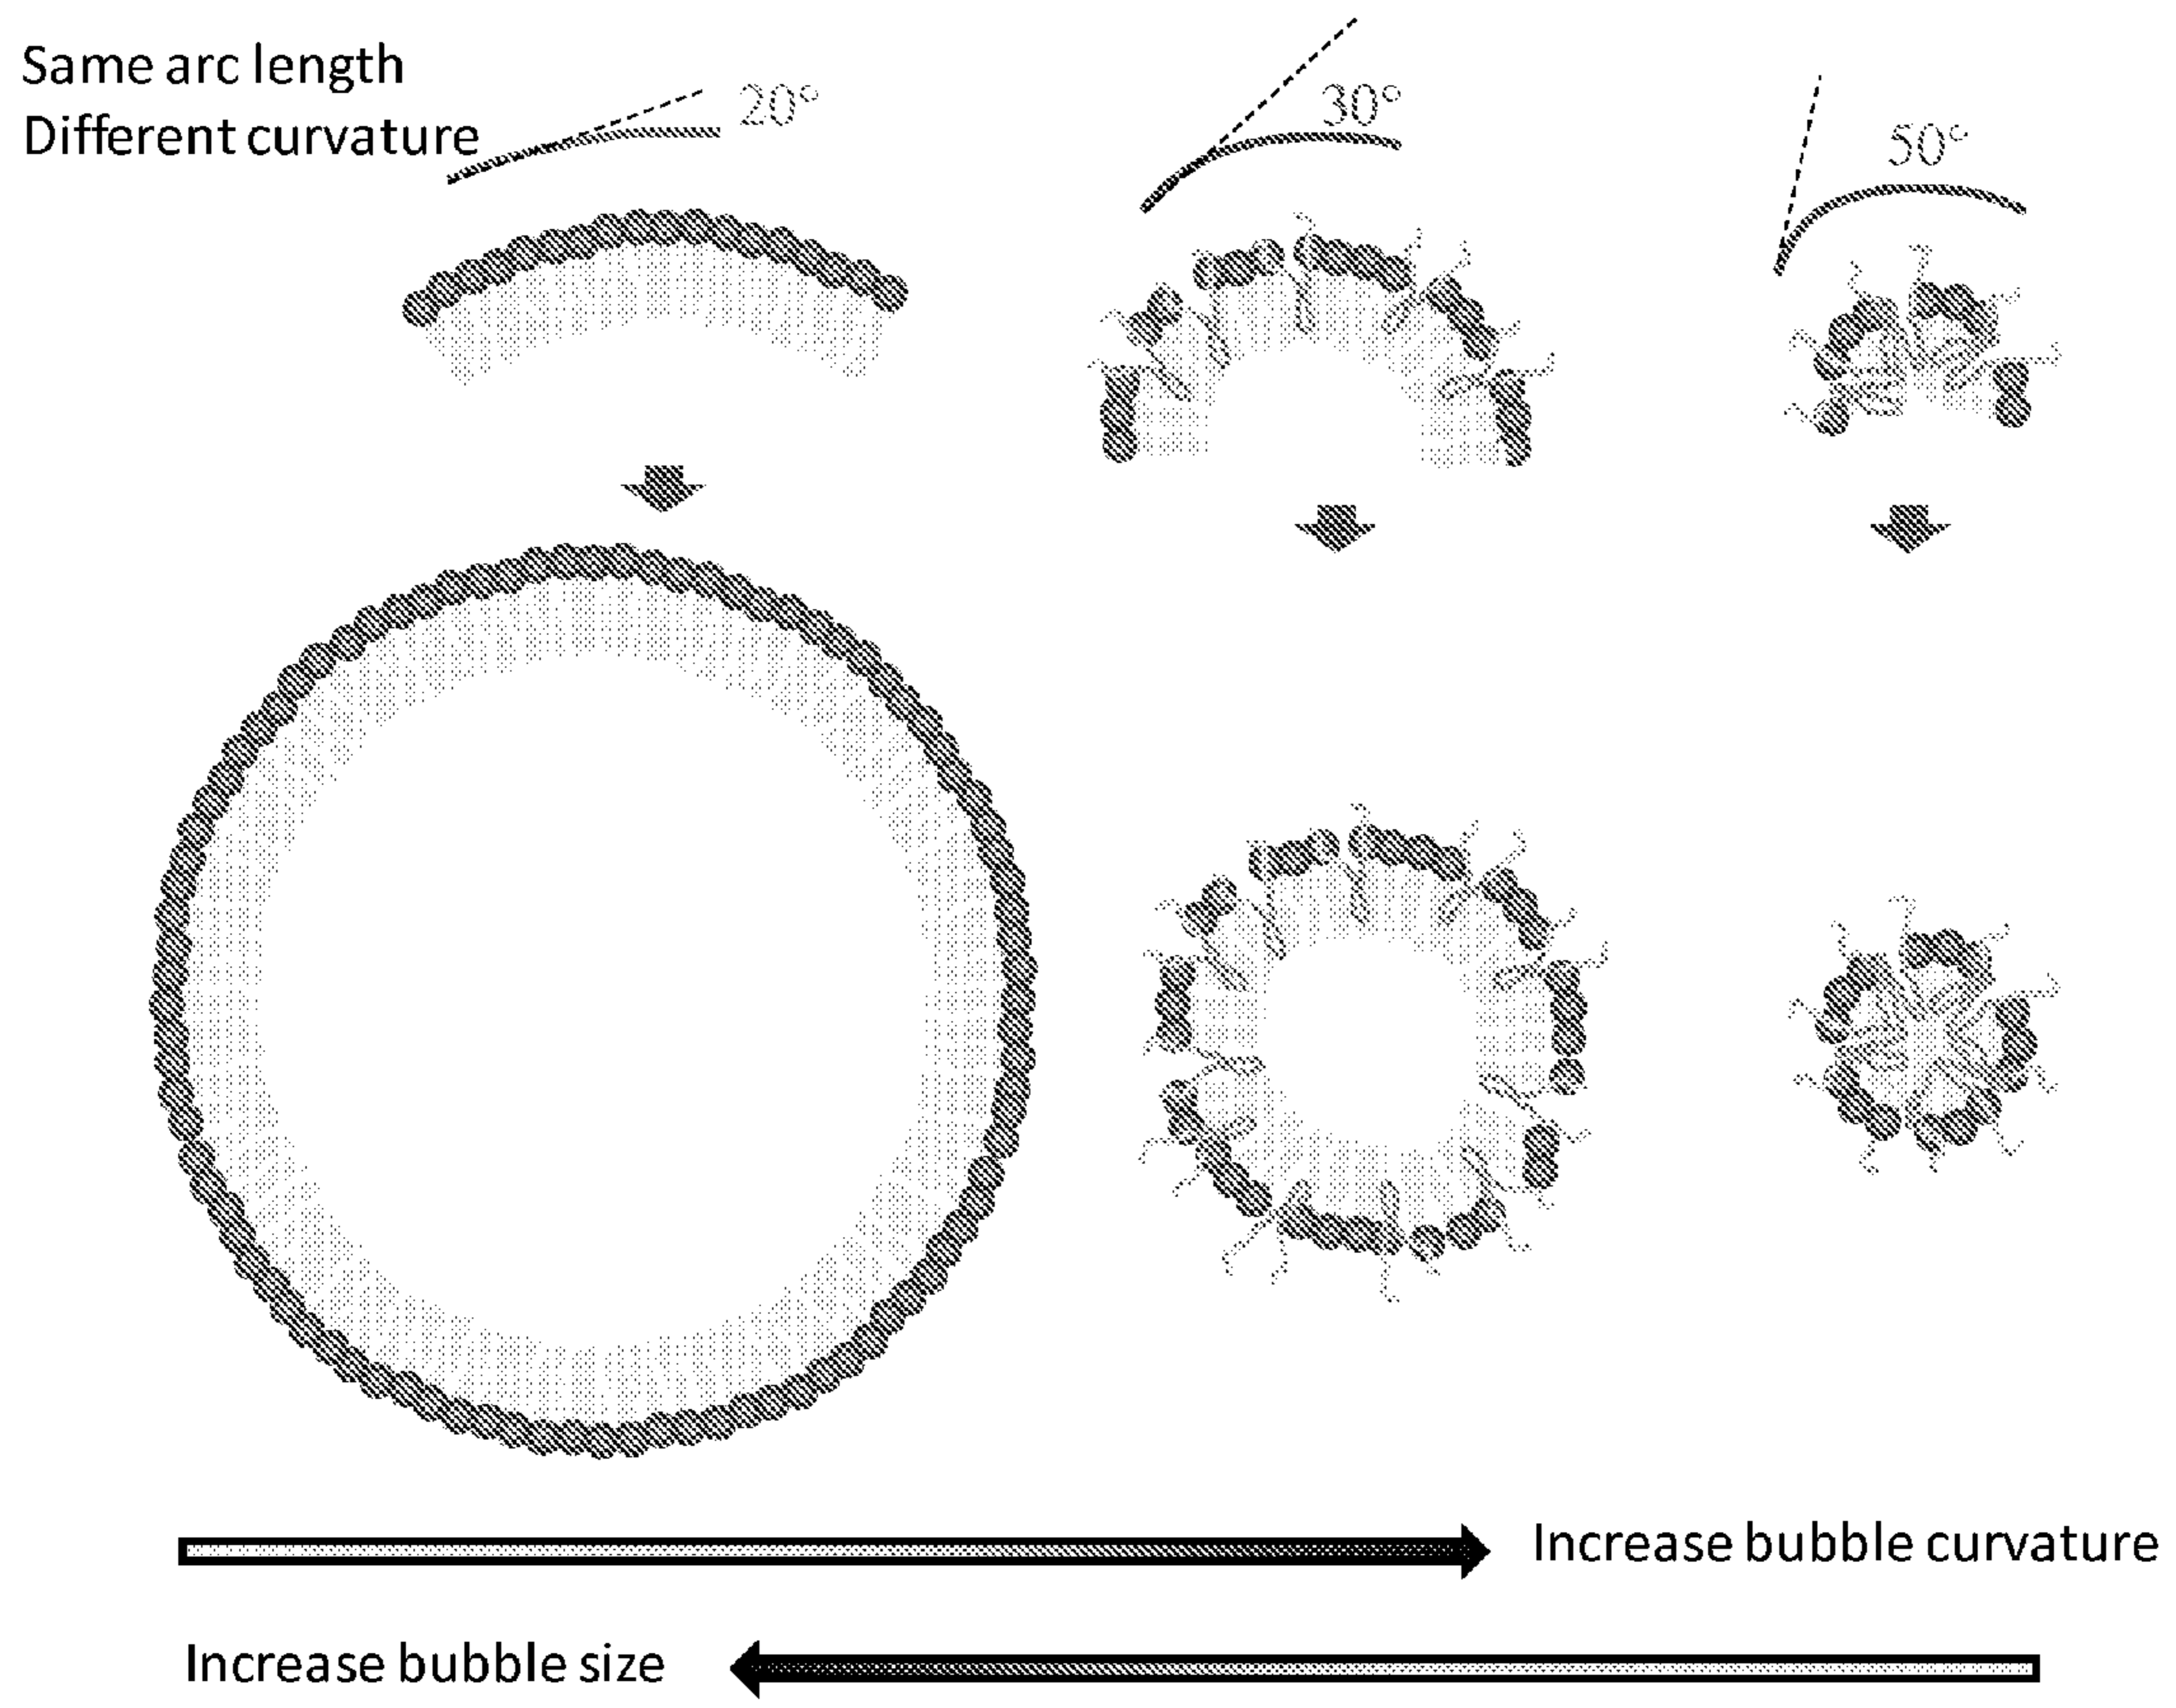 Same arc length
Different curvature
20°
30°
50°
Increase bubble curvature
Increase bubble size